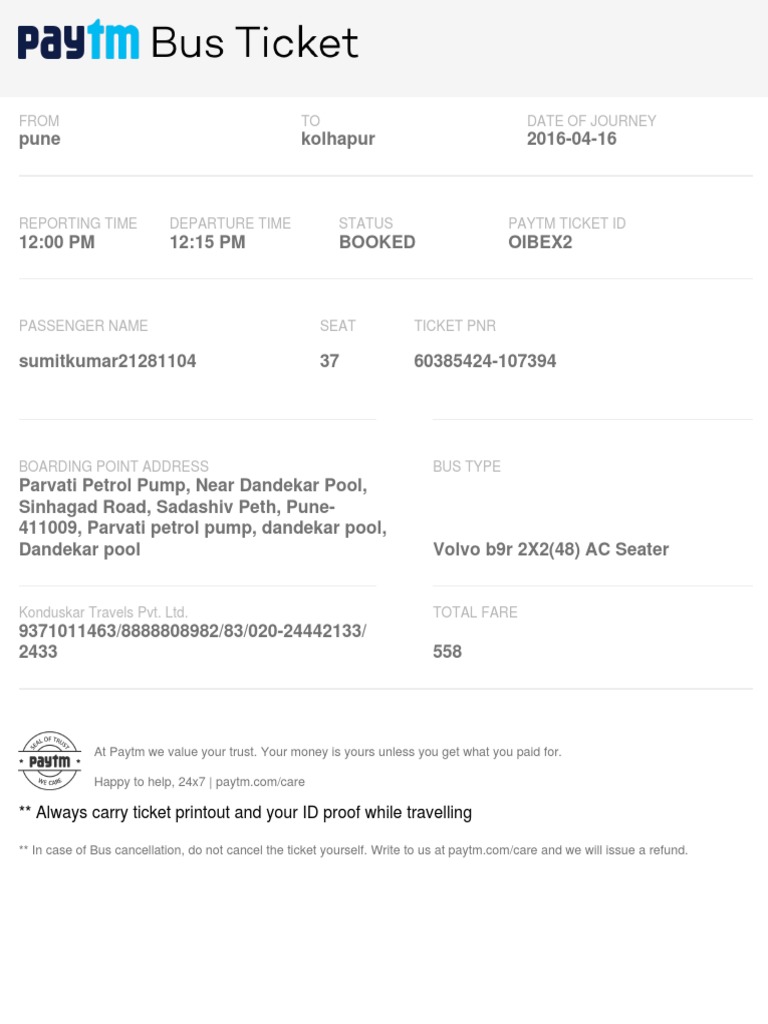 paytm Bus Ticket
FROM TO DATE OF JOURNEY
pune kolhapur 2016-04-16
REPORTING TIME DEPARTURE TIME STATUS PAYTM TICKET ID
12:00 PM 12:15 PM BOOKED OIBEX2
PASSENGER NAME SEAT TICKET PNR
sumitkumar21281104 37 60385424-107394
BOARDING POINT ADDRESS BUS TYPE
Parvati Petrol Pump, Near Dandekar Pool,
Sinhagad Road, Sadashiv Peth, Pune-
411009, Parvati petrol pump, dandekar pool,
Dandekar pool Volvo b9r 2X2(48) AC Seater
Konduskar Travels Pvt. Ltd. TOTAL FARE
9371011463/8888808982/83/020-24442133/
2433 558
SEAL OF TRUST
paytm
WE CARE
At Paytm we value your trust. Your money is yours unless you get what you paid for.
Happy to help, 24x7 | paytm.com/care
** Always carry ticket printout and your ID proof while travelling
** In case of Bus cancellation, do not cancel the ticket yourself. Write to us at paytm.com/care and we will issue a refund.